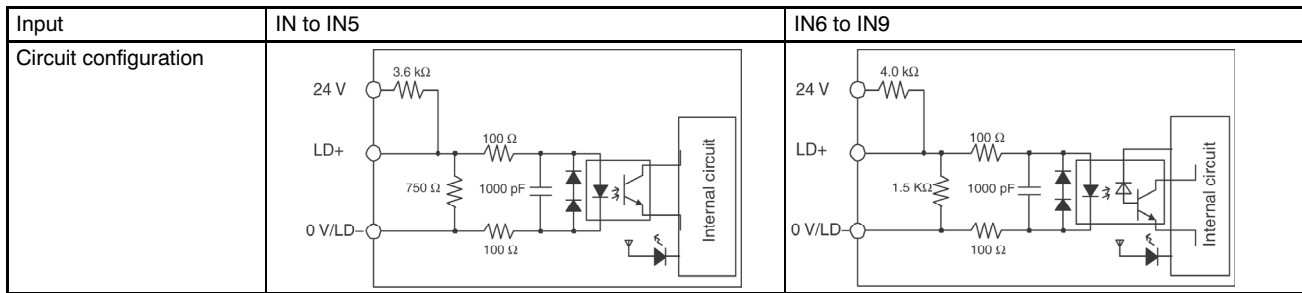 Input
IN to IN5
IN6 to IN9
Circuit configuration
3.6 kΩ
24 V
100 Ω
LD+
750 Ω
1000 pF
0 V/LD–
100 Ω
Internal circuit
4.0 kΩ
24 V
100 Ω
LD+
1.5 KΩ
1000 pF
0 V/LD–
100 Ω
Internal circuit